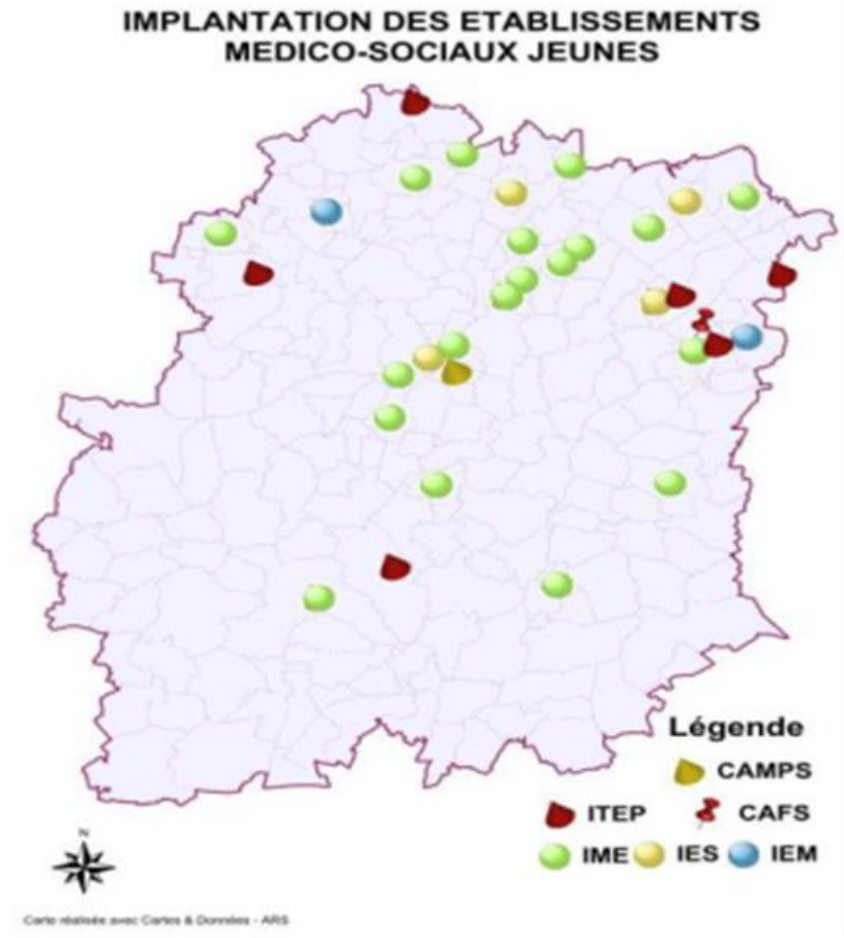 IMPLANTATION DES ETABLISSEMENTS
MEDICO-SOCIAUX JEUNES
Légende
CAMPS
ITEP
CAFS
IME
IES
IEM
N
Carte réalisée avec Cartes & Données - ARS